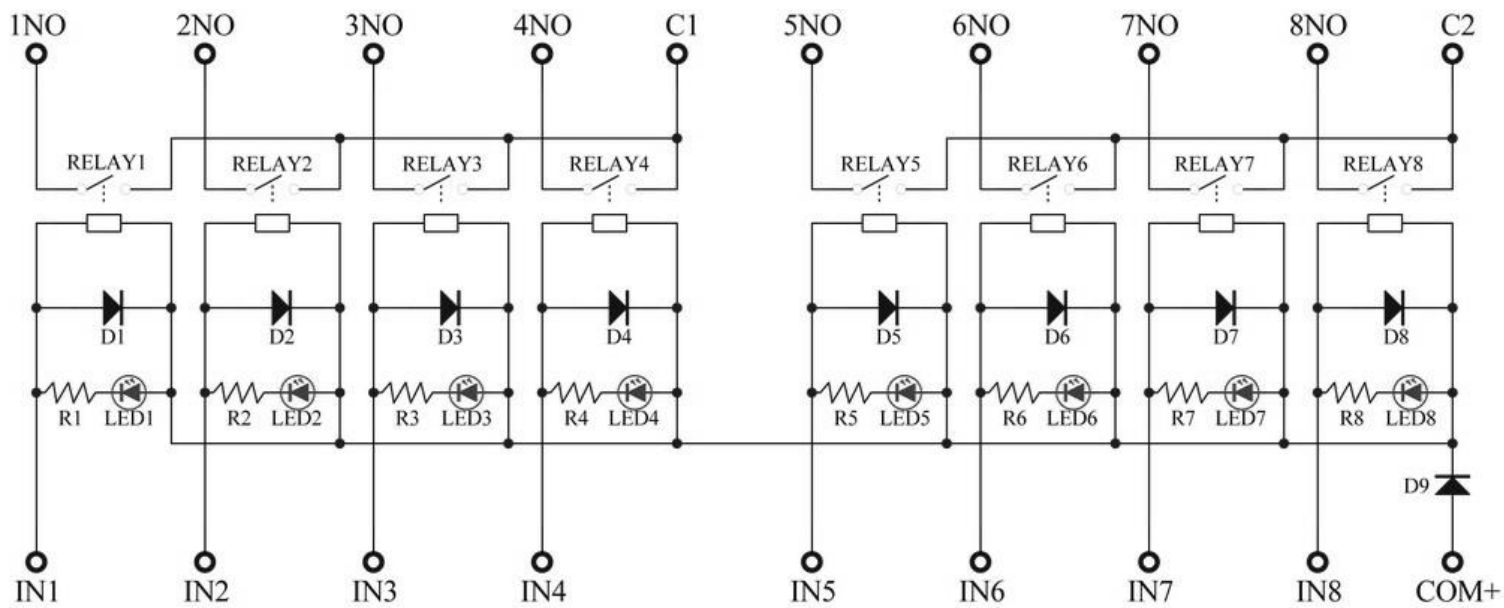 1NO 2NO 3NO 4NO C1 5NO 6NO 7NO 8NO C2
RELAY1 RELAY2 RELAY3 RELAY4 RELAY5 RELAY6 RELAY7 RELAY8
D1 D2 D3 D4 D5 D6 D7 D8
R1 LED1 R2 LED2 R3 LED3 R4 LED4 R5 LED5 R6 LED6 R7 LED7 R8 LED8
D9
IN1 IN2 IN3 IN4 IN5 IN6 IN7 IN8 COM+